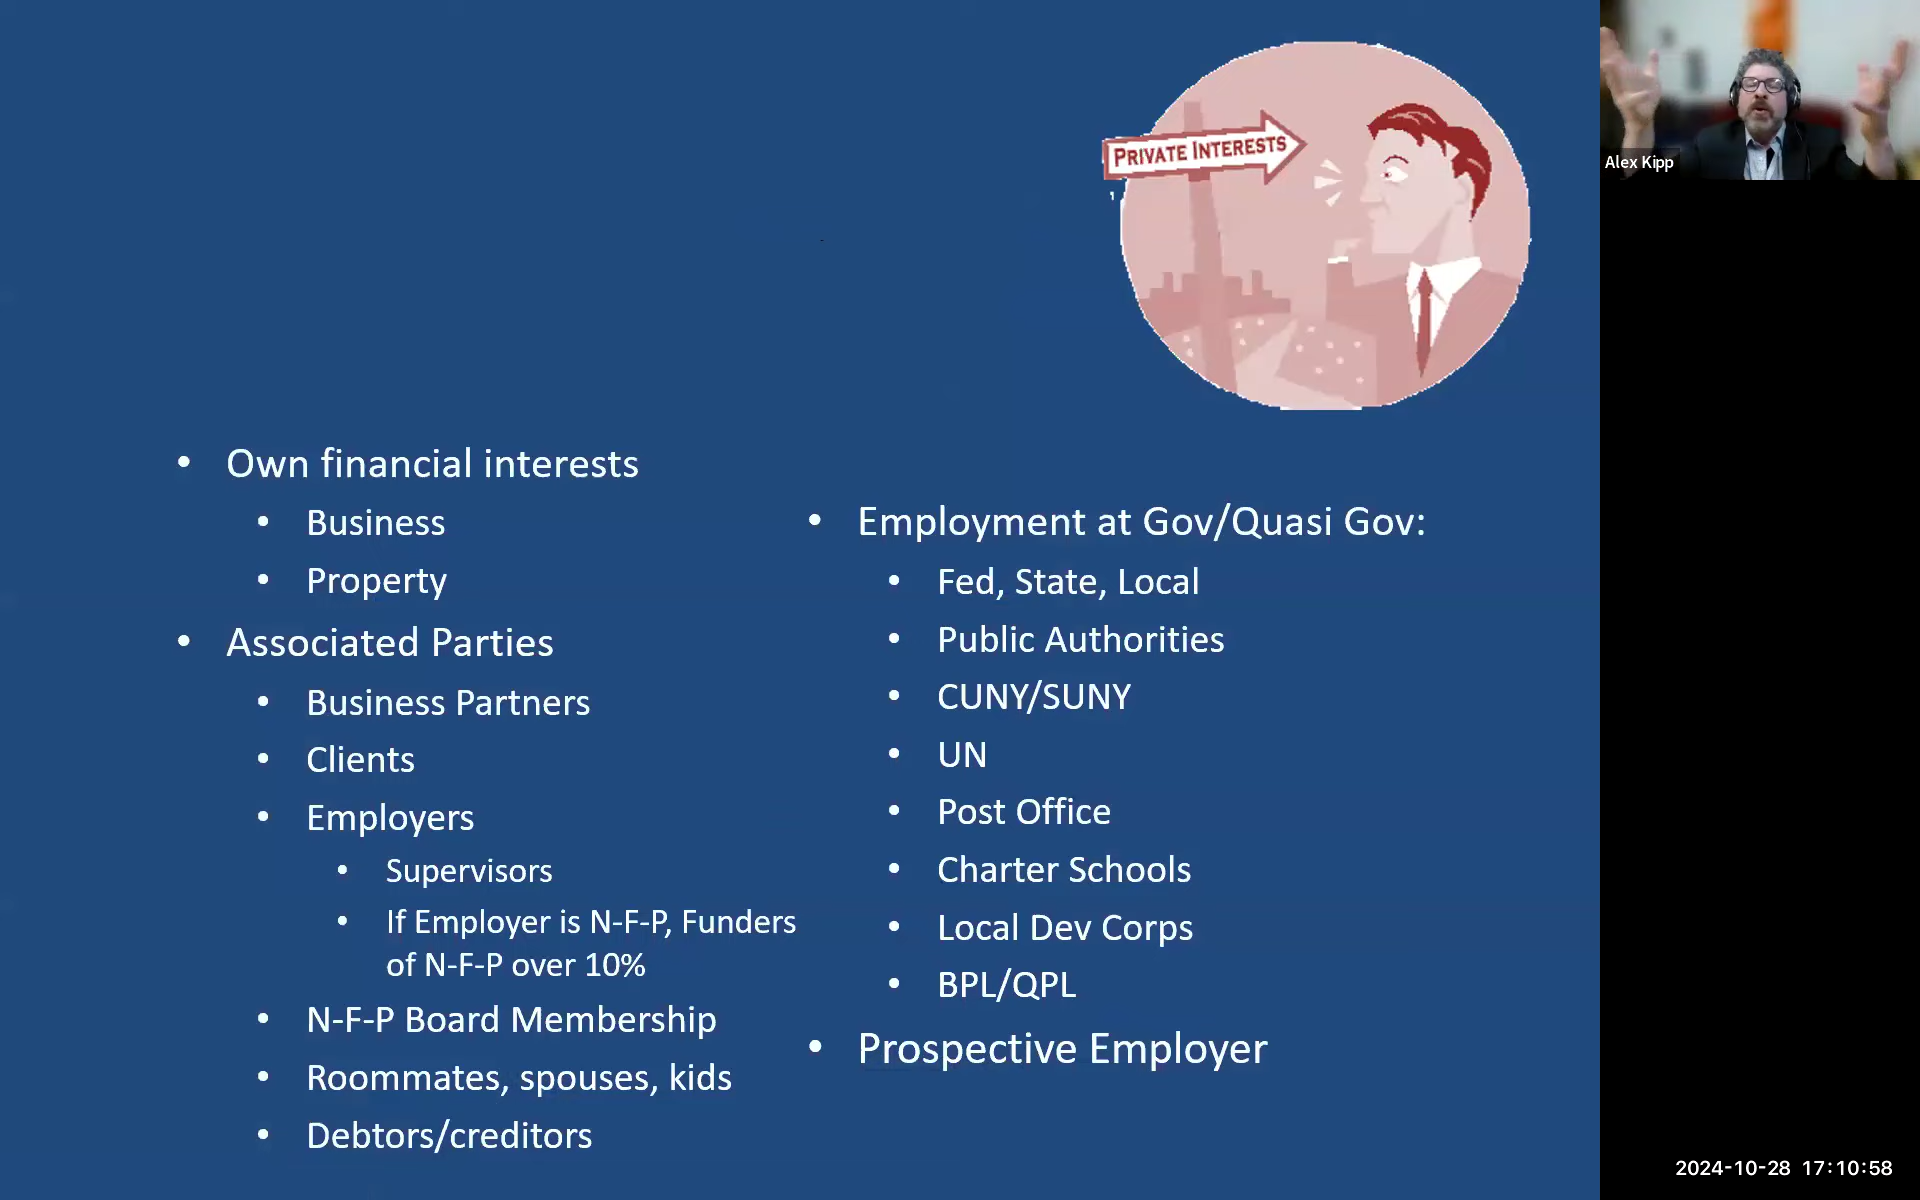 PRIVATE INTERESTS
Alex Kipp
• Own financial interests
• Business
• Property
• Associated Parties
• Business Partners
• Clients
• Employers
• Supervisors
• If Employer is N-F-P, Funders
of N-F-P over 10%
• N-F-P Board Membership
• Roommates, spouses, kids
• Debtors/creditors
• Employment at Gov/Quasi Gov:
• Fed, State, Local
• Public Authorities
• CUNY/SUNY
• UN
• Post Office
• Charter Schools
• Local Dev Corps
• BPL/QPL
• Prospective Employer
2024-10-28 17:10:58